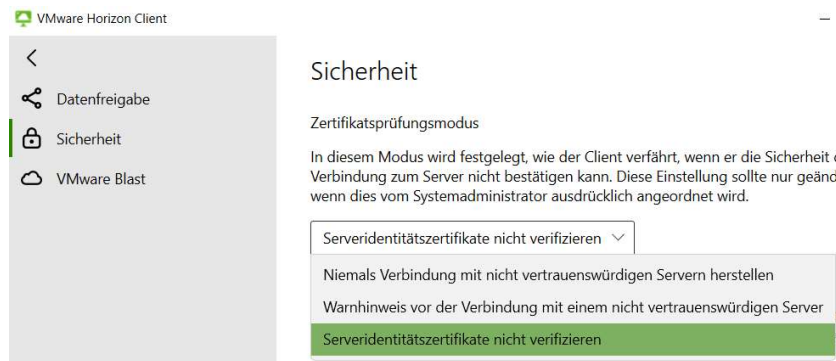 VMware Horizon Client
Datenfreigabe
Sicherheit
VMware Blast
Sicherheit
Zertifikatsprüfungsmodus
In diesem Modus wird festgelegt, wie der Client verfährt, wenn er die Sicherheit
Verbindung zum Server nicht bestätigen kann. Diese Einstellung sollte nur
wenn dies vom Systemadministrator ausdrücklich angeordnet wird.
Serveridentitätszertifikate nicht verifizieren
Niemals Verbindung mit nicht vertrauenswürdigen Servern herstellen
Warnhinweis vor der Verbindung mit einem nicht vertrauenswürdigen Server
Serveridentitätszertifikate nicht verifizieren